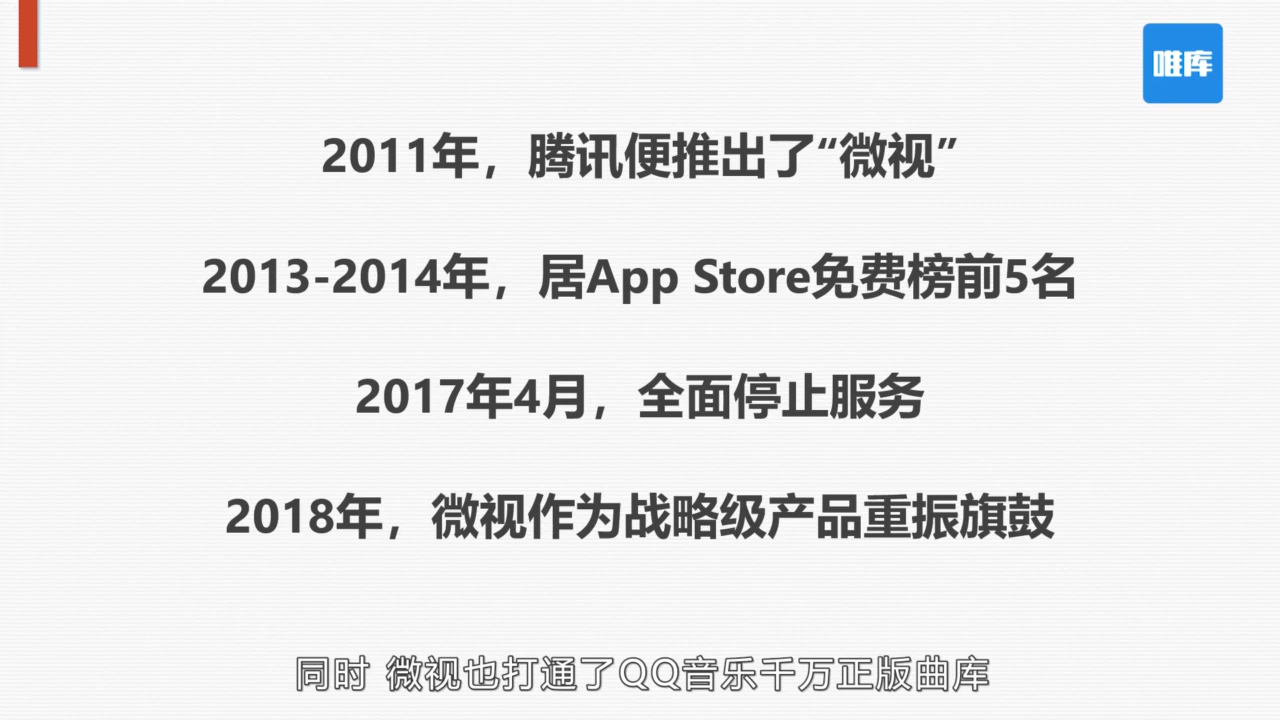 唯库
2011年，腾讯便推出了“微视”
2013-2014年，居App Store免费榜前5名
2017年4月，全面停止服务
2018年，微视作为战略级产品重振旗鼓
同时 微视也打通了QQ音乐千万正版曲库